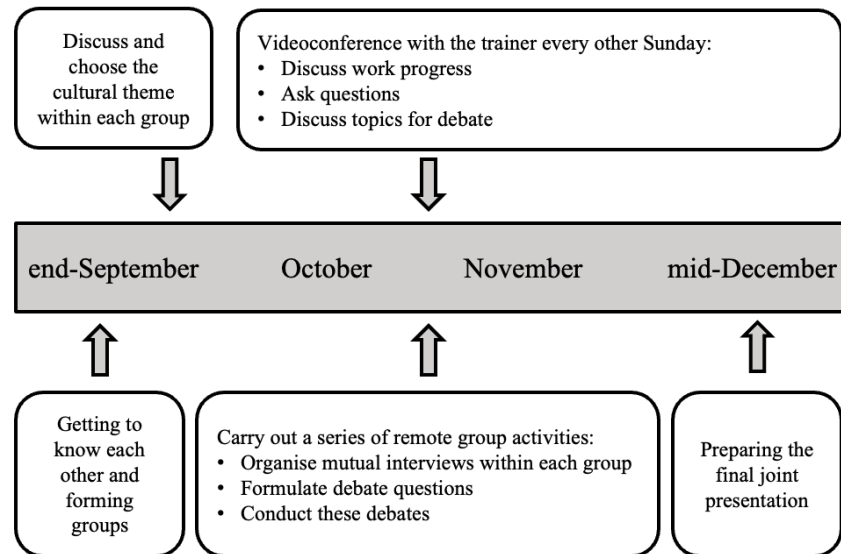 Discuss and
choose the
cultural theme
within each group
Videoconference with the trainer every other Sunday:
• Discuss work progress
• Ask questions
• Discuss topics for debate
end-September
October
November
mid-December
Getting to
know each
other and
forming
groups
Carry out a series of remote group activities:
• Organise mutual interviews within each group
• Formulate debate questions
• Conduct these debates
Preparing the
final joint
presentation